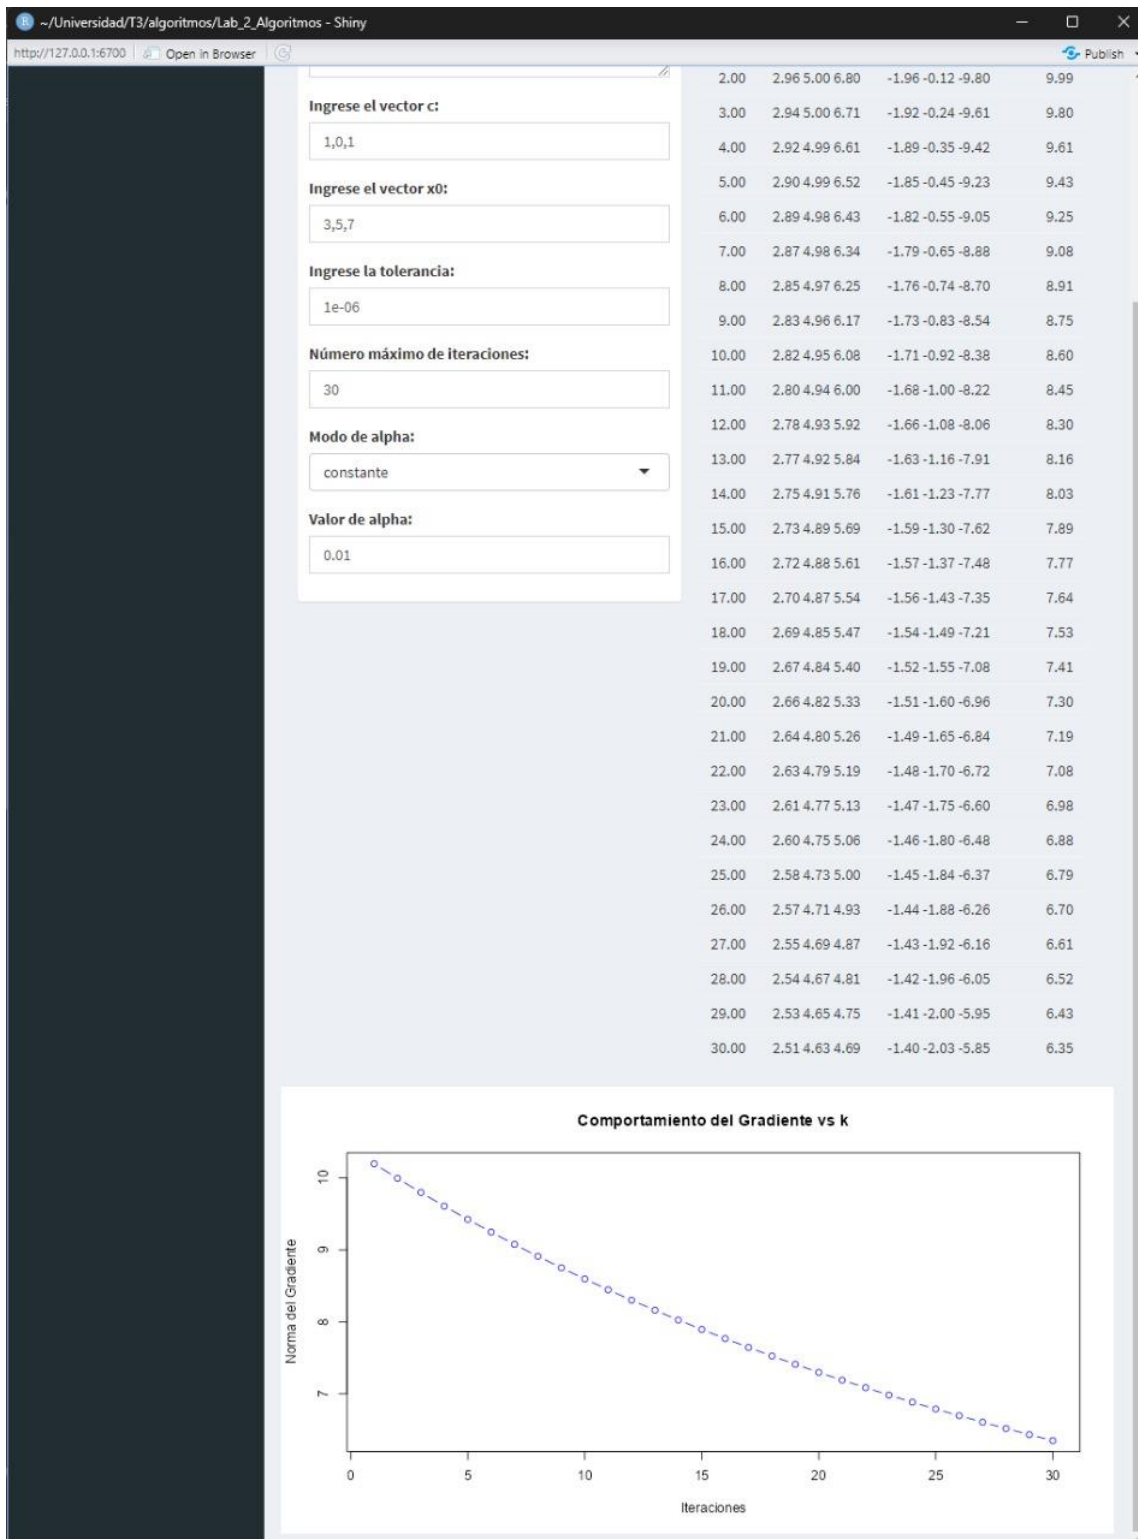 ~/Universidad/T3/algoritmos/Lab_2_Algoritmos - Shiny
http://127.0.0.1:6700 Open in Browser Publish
Ingrese el vector c:
1,0,1
Ingrese el vector x0:
3,5,7
Ingrese la tolerancia:
1e-06
Número máximo de iteraciones:
30
Modo de alpha:
constante
Valor de alpha:
0.01
2.00 2.96 5.00 6.80 -1.96 -0.12 -9.80 9.99
3.00 2.94 5.00 6.71 -1.92 -0.24 -9.61 9.80
4.00 2.92 4.99 6.61 -1.89 -0.35 -9.42 9.61
5.00 2.90 4.99 6.52 -1.85 -0.45 -9.23 9.43
6.00 2.89 4.98 6.43 -1.82 -0.55 -9.05 9.25
7.00 2.87 4.98 6.34 -1.79 -0.65 -8.88 9.08
8.00 2.85 4.97 6.25 -1.76 -0.74 -8.70 8.91
9.00 2.83 4.96 6.17 -1.73 -0.83 -8.54 8.75
10.00 2.82 4.95 6.08 -1.71 -0.92 -8.38 8.60
11.00 2.80 4.94 6.00 -1.68 -1.00 -8.22 8.45
12.00 2.78 4.93 5.92 -1.66 -1.08 -8.06 8.30
13.00 2.77 4.92 5.84 -1.63 -1.16 -7.91 8.16
14.00 2.75 4.91 5.76 -1.61 -1.23 -7.77 8.03
15.00 2.73 4.89 5.69 -1.59 -1.30 -7.62 7.89
16.00 2.72 4.88 5.61 -1.57 -1.37 -7.48 7.77
17.00 2.70 4.87 5.54 -1.56 -1.43 -7.35 7.64
18.00 2.69 4.85 5.47 -1.54 -1.49 -7.21 7.53
19.00 2.67 4.84 5.40 -1.52 -1.55 -7.08 7.41
20.00 2.66 4.82 5.33 -1.51 -1.60 -6.96 7.30
21.00 2.64 4.80 5.26 -1.49 -1.65 -6.84 7.19
22.00 2.63 4.79 5.19 -1.48 -1.70 -6.72 7.08
23.00 2.61 4.77 5.13 -1.47 -1.75 -6.60 6.98
24.00 2.60 4.75 5.06 -1.46 -1.80 -6.48 6.88
25.00 2.58 4.73 5.00 -1.45 -1.84 -6.37 6.79
26.00 2.57 4.71 4.93 -1.44 -1.88 -6.26 6.70
27.00 2.55 4.69 4.87 -1.43 -1.92 -6.16 6.61
28.00 2.54 4.67 4.81 -1.42 -1.96 -6.05 6.52
29.00 2.53 4.65 4.75 -1.41 -2.00 -5.95 6.43
30.00 2.51 4.63 4.69 -1.40 -2.03 -5.85 6.35
Comportamiento del Gradiente vs k
Norma del Gradiente
10
9
8
7
0 5 10 15 20 25 30
Iteraciones